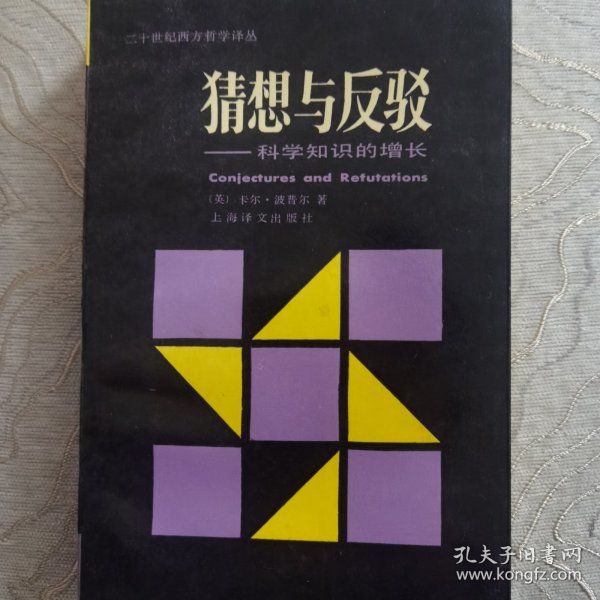 二十世纪西方哲学译丛
猜想与反驳
——科学知识的增长
Conjectures and Refutations
〔英〕卡尔·波普尔 著
上海译文出版社
孔夫子旧书网
www.kongfz.com